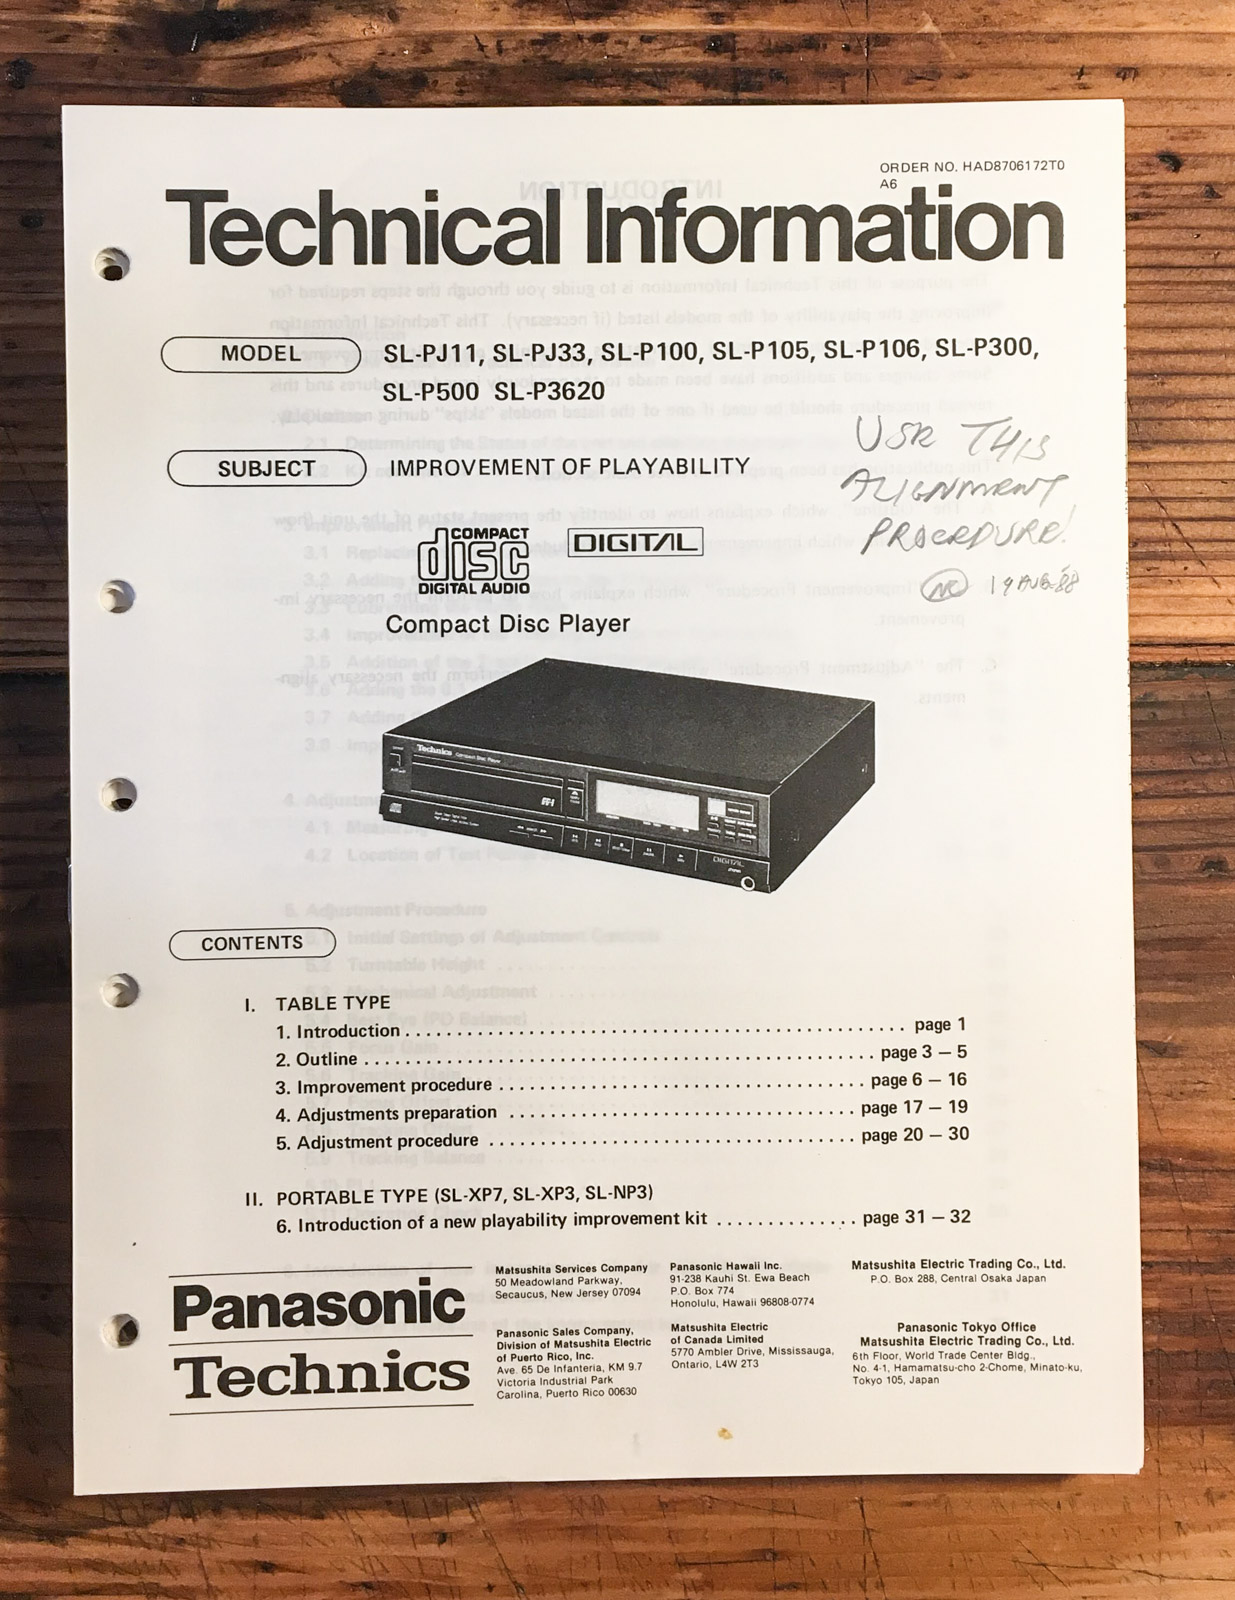 ORDER NO. HAD8706172T0
A6
Technical Information
MODEL
SL-PJ11, SL-PJ33, SL-P100, SL-P105, SL-P106, SL-P300,
SL-P500 SL-P3620
SUBJECT
IMPROVEMENT OF PLAYABILITY
USE THIS
ALIGNMENT
PROCEDURE!
NC 19 AUG-88
COMPACT
disc
DIGITAL AUDIO
DIGITAL
Compact Disc Player
Technics Compact Disc Player
DIGITAL
CONTENTS
I. TABLE TYPE
1. Introduction . . . . . . . . . . . . . . . . . . . . . . . . . . . . . . . . . . . . . . . . . . . . . page 1
2. Outline . . . . . . . . . . . . . . . . . . . . . . . . . . . . . . . . . . . . . . . . . . . . . page 3 – 5
3. Improvement procedure . . . . . . . . . . . . . . . . . . . . . . . . . . . . . . . . page 6 – 16
4. Adjustments preparation . . . . . . . . . . . . . . . . . . . . . . . . . . . . . . page 17 – 19
5. Adjustment procedure . . . . . . . . . . . . . . . . . . . . . . . . . . . . . . . . page 20 – 30
II. PORTABLE TYPE (SL-XP7, SL-XP3, SL-NP3)
6. Introduction of a new playability improvement kit . . . . . . . . . . . . . . page 31 – 32
Panasonic
Technics
Matsushita Services Company
50 Meadowland Parkway,
Secaucus, New Jersey 07094
Panasonic Sales Company,
Division of Matsushita Electric
of Puerto Rico, Inc.
Ave. 65 De Infanteria, KM 9.7
Victoria Industrial Park
Carolina, Puerto Rico 00630
Panasonic Hawaii Inc.
91-238 Kauhi St. Ewa Beach
P.O. Box 774
Honolulu, Hawaii 96808-0774
Matsushita Electric
of Canada Limited
5770 Ambler Drive, Mississauga,
Ontario, L4W 2T3
Matsushita Electric Trading Co., Ltd.
P.O. Box 288, Central Osaka Japan
Panasonic Tokyo Office
Matsushita Electric Trading Co., Ltd.
6th Floor, World Trade Center Bldg.,
No. 4-1, Hamamatsu-cho 2-Chome, Minato-ku,
Tokyo 105, Japan